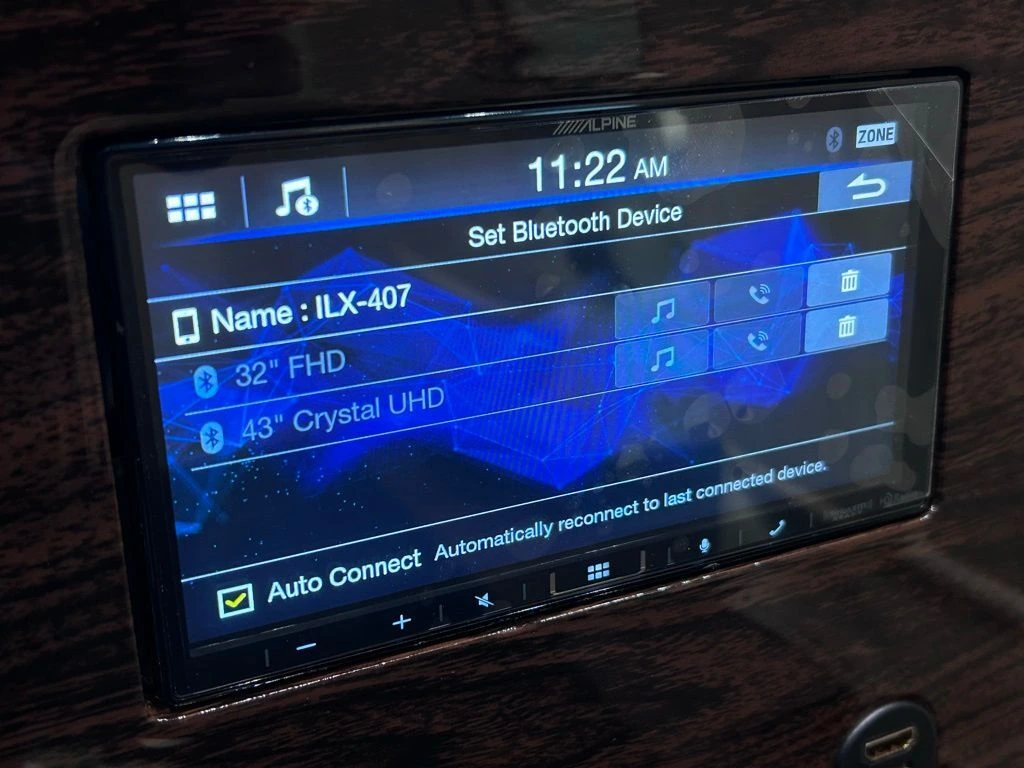 ALPINE
11:22 AM
ZONE
Set Bluetooth Device
Name : ILX-407
32" FHD
43" Crystal UHD
Auto Connect Automatically reconnect to last connected device.